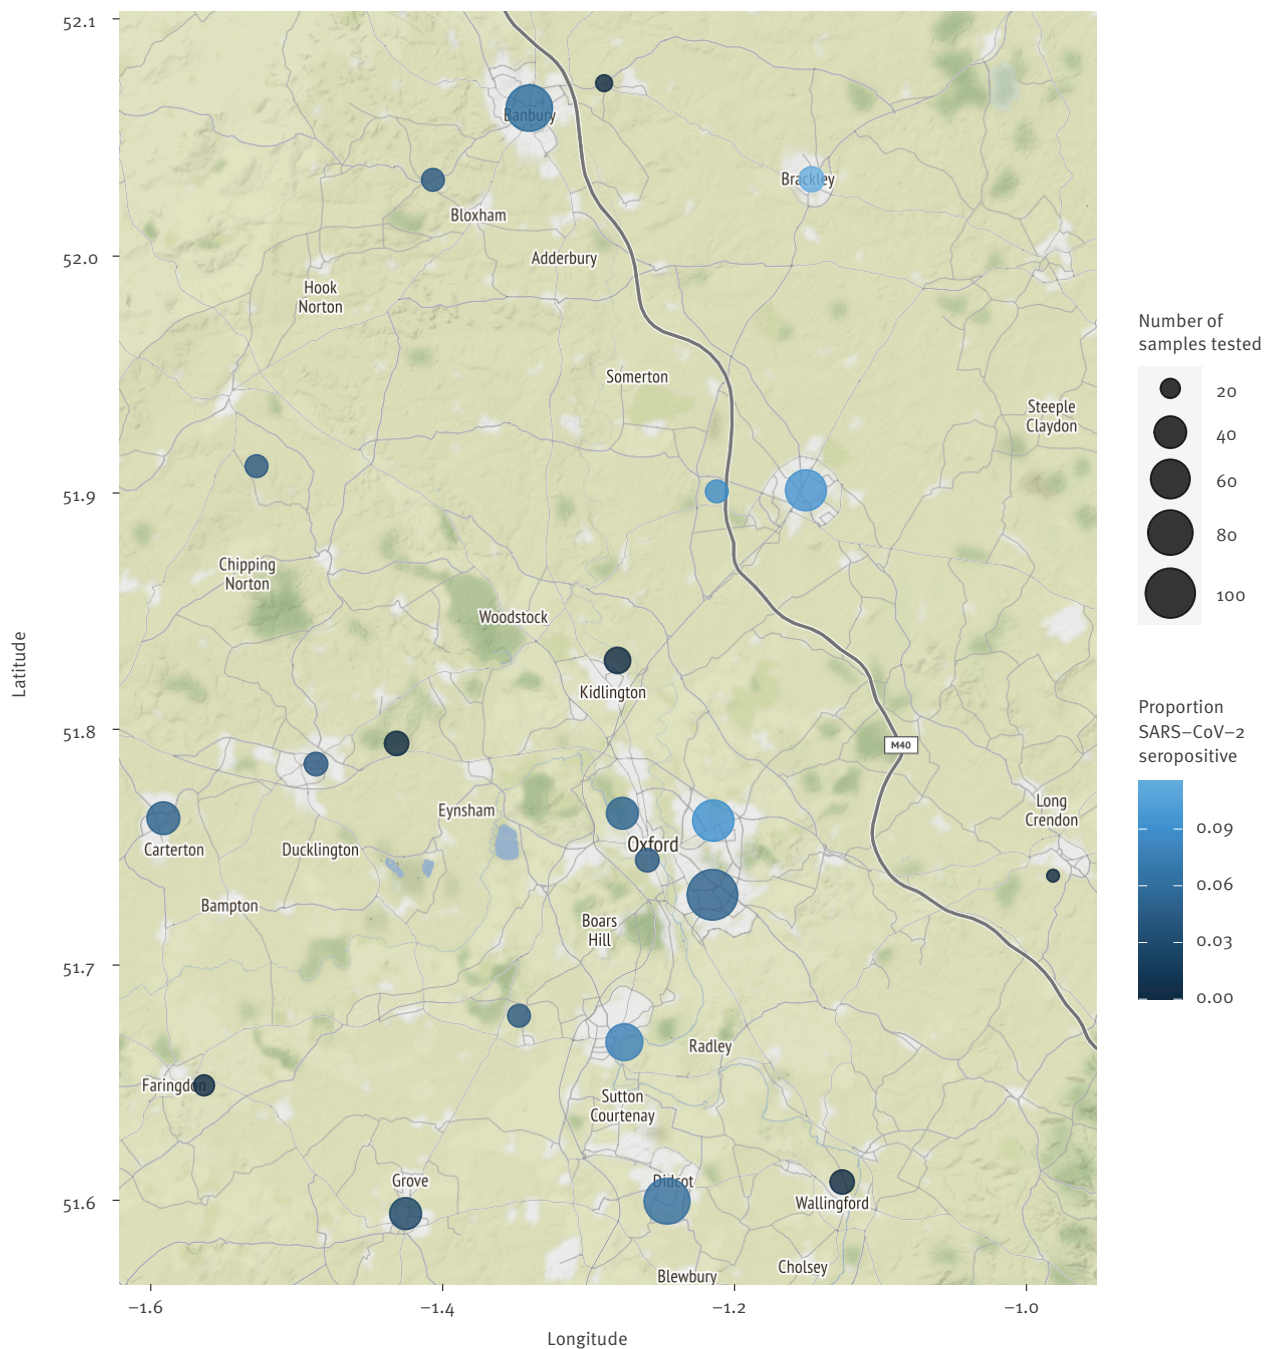 52.1
52.0
51.9
51.8
51.7
51.6
Latitude
Banbury
Brackley
Bloxham
Adderbury
Hook
Norton
Somerton
Steeple
Claydon
Chipping
Norton
Woodstock
Kidlington
M40
Eynsham
Long
Crendon
Oxford
Carterton
Ducklington
Bampton
Boars
Hill
Radley
Faringdon
Sutton
Courtenay
Grove
Didcot
Wallingford
Cholsey
Blewbury
−1.6
−1.4
−1.2
−1.0
Longitude
Number of
samples tested
20
40
60
80
100
Proportion
SARS−CoV−2
seropositive
0.09
0.06
0.03
0.00